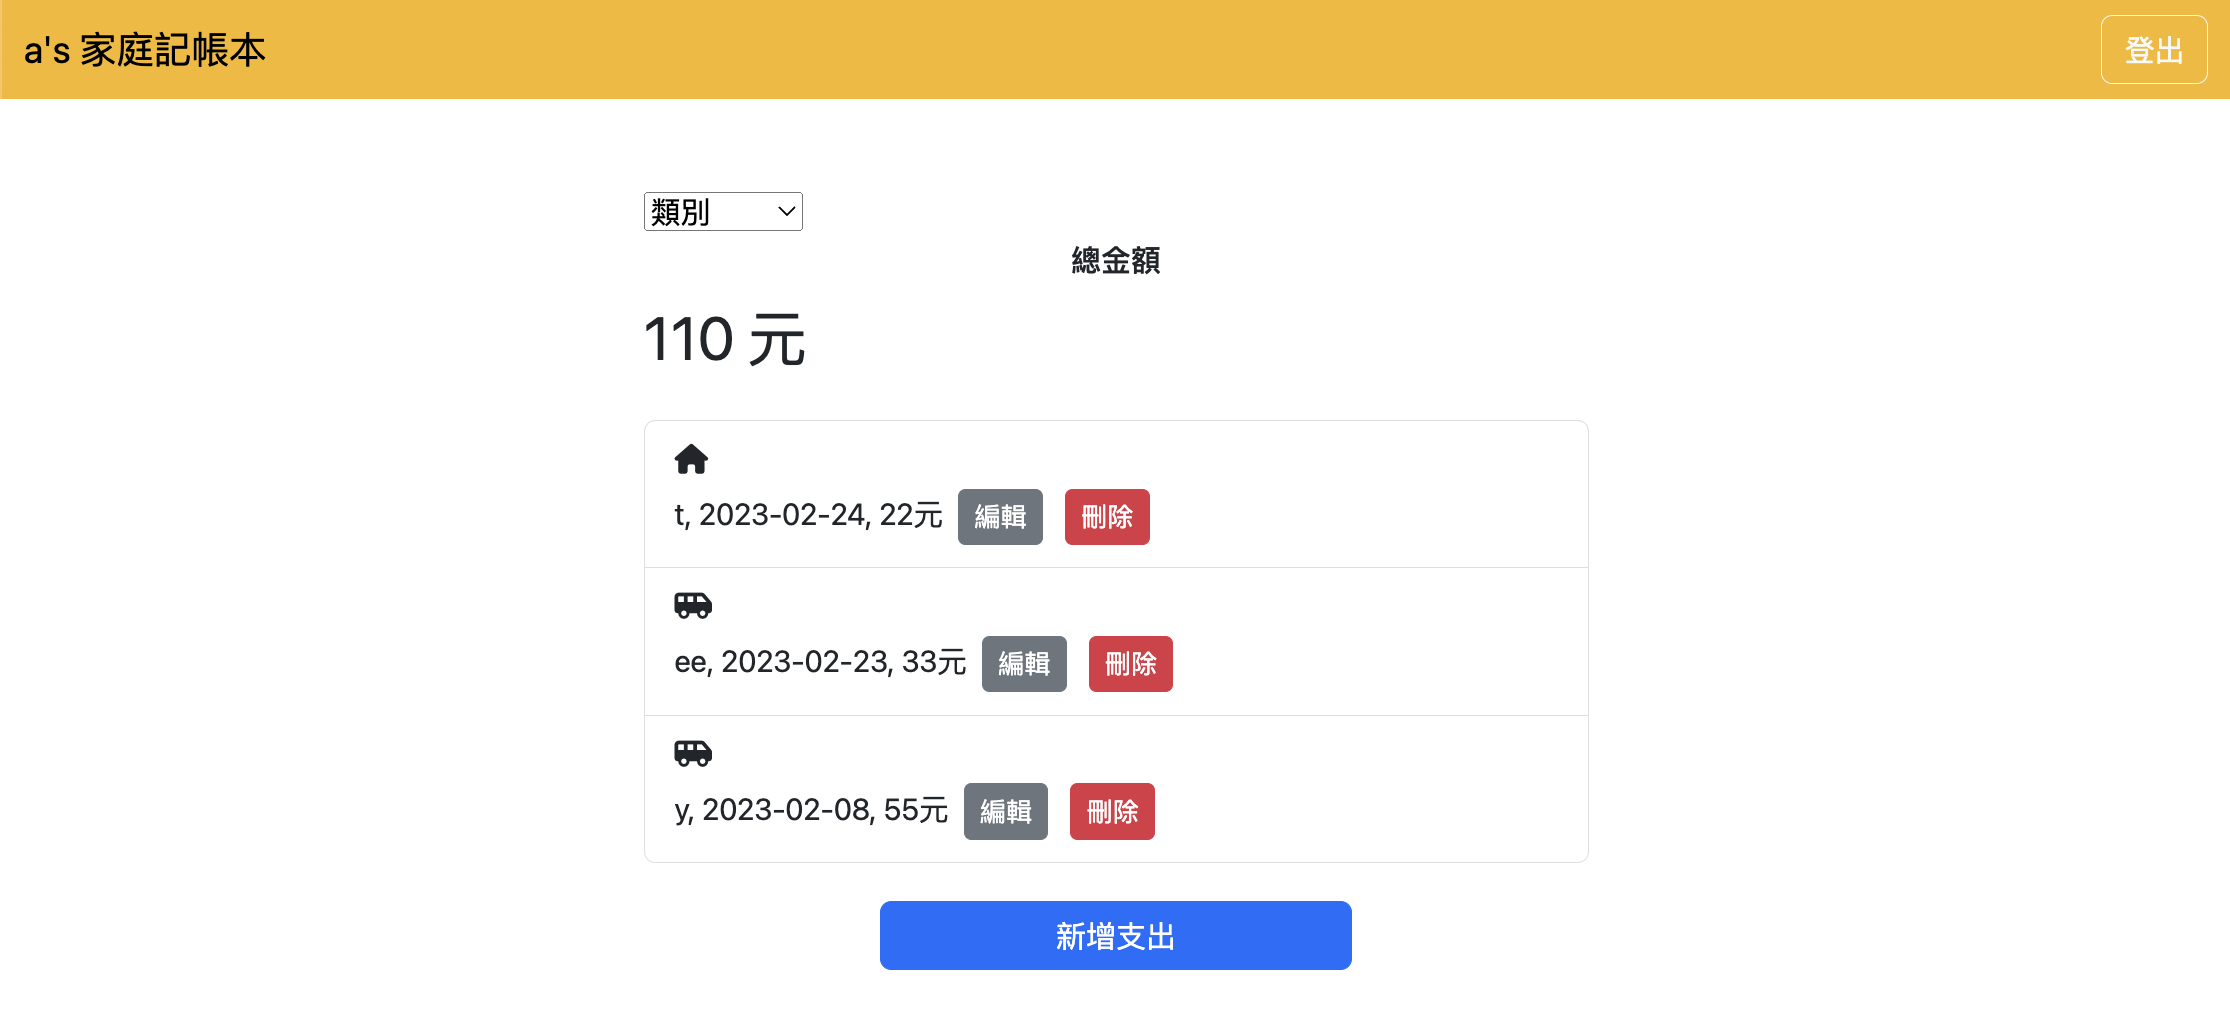 a's 家庭記帳本
登出
類別
總金額
110 元
t, 2023-02-24, 22元 編輯 刪除
ee, 2023-02-23, 33元 編輯 刪除
y, 2023-02-08, 55元 編輯 刪除
新增支出